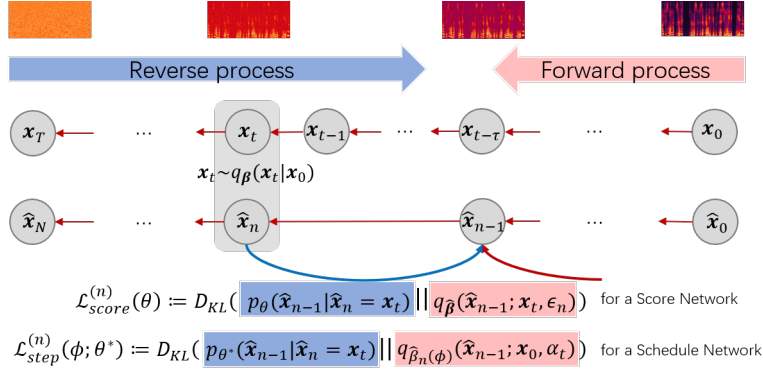 Reverse process Forward process
x_T ⋯ x_t x_{t−1} ⋯ x_{t−τ} ⋯ x_0
x_t~q_β(x_t|x_0)
x̂_N ⋯ x̂_n x̂_{n−1} ⋯ x̂_0
ℒ_{score}^{(n)}(θ) ≔ D_{KL}( p_θ(x̂_{n−1}|x̂_n = x_t)||q_{β̂}(x̂_{n−1}; x_t, ϵ_n)) for a Score Network
ℒ_{step}^{(n)}(ϕ; θ*) ≔ D_{KL}( p_{θ*}(x̂_{n−1}|x̂_n = x_t)||q_{β̂_n(ϕ)}(x̂_{n−1}; x_0, α_t)) for a Schedule Network